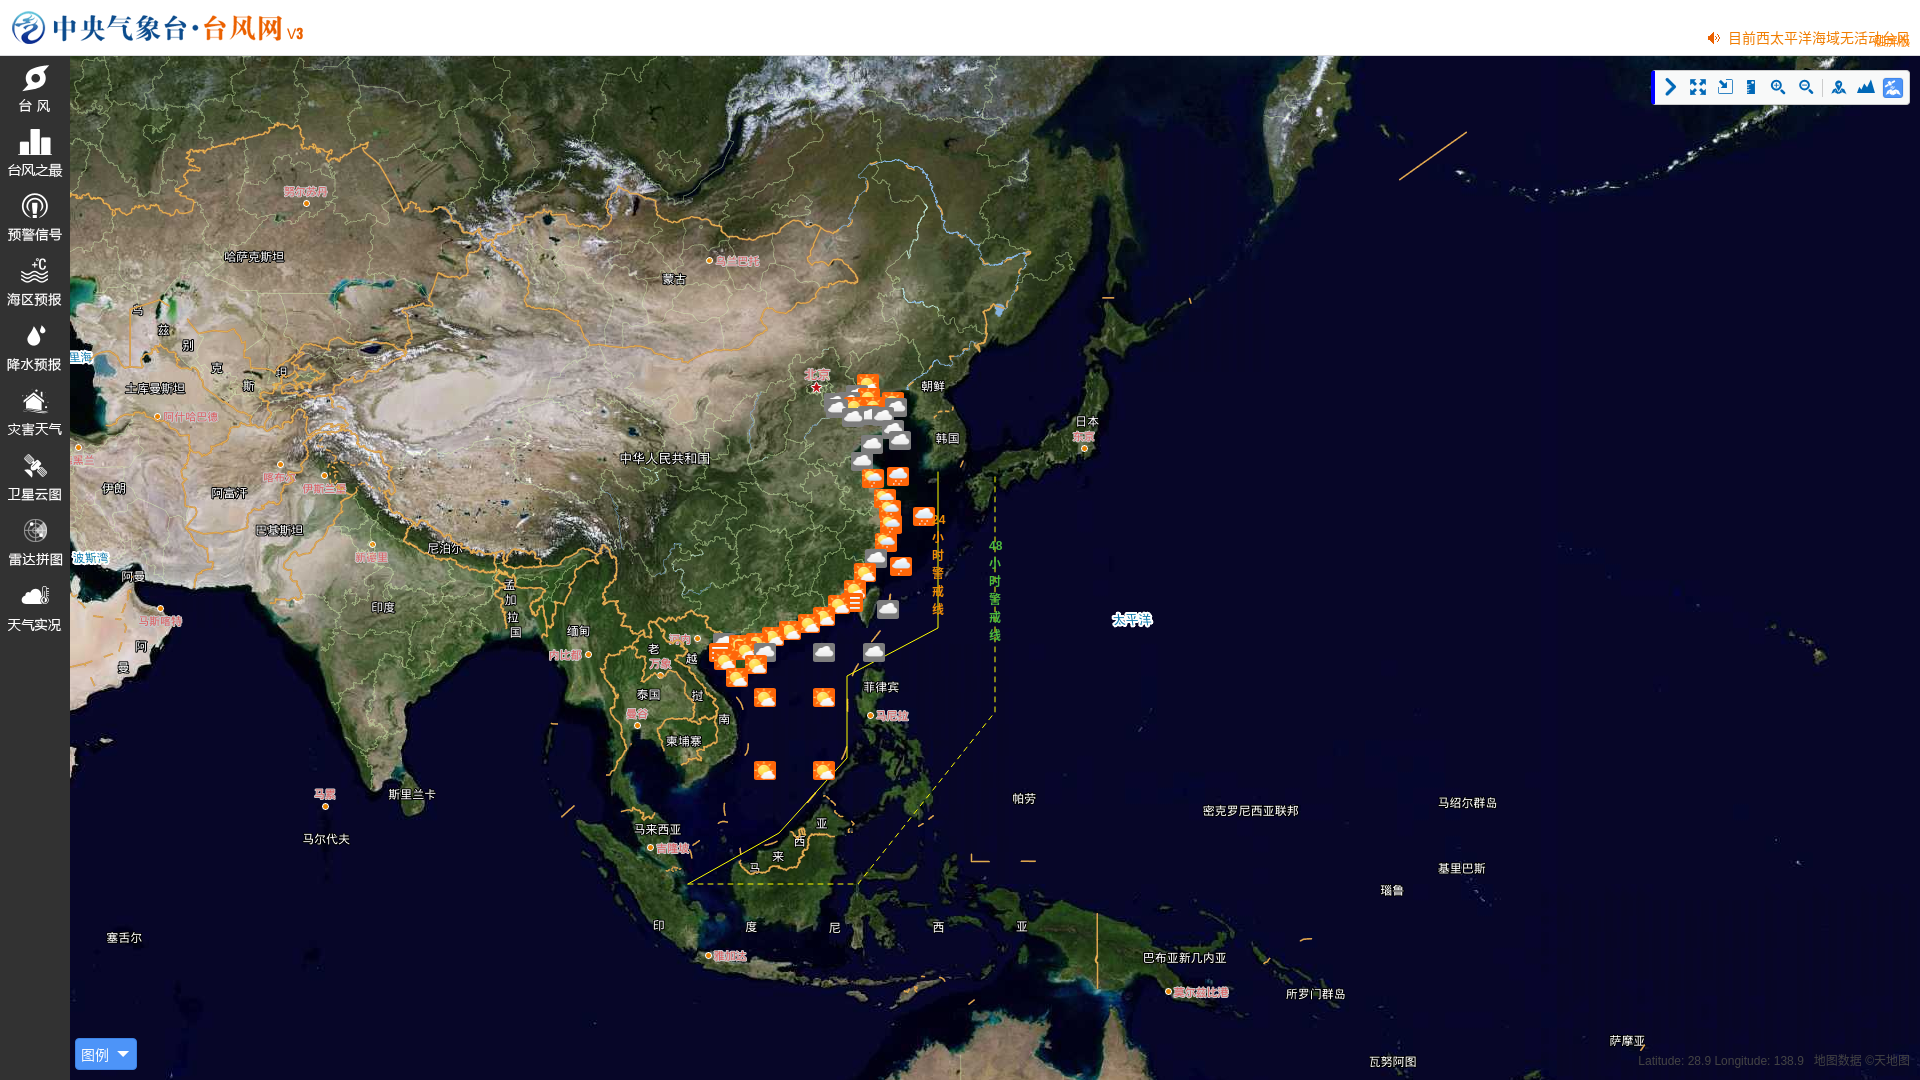 中央气象台·台风网V3
目前西太平洋海域无活动台风
台 风
台风之最
预警信号
海区预报
降水预报
灾害天气
卫星云图
雷达拼图
天气实况
努尔苏丹
哈萨克斯坦
乌兰巴托
蒙古
乌
兹
别
克
斯
坦
里海
土库曼斯坦
阿什哈巴德
北京
朝鲜
韩国
日本
东京
中华人民共和国
喀布尔
伊斯兰堡
伊朗
阿富汗
巴基斯坦
新德里
尼泊尔
波斯湾
阿曼
马斯喀特
阿
曼
印度
孟
加
拉
国
缅甸
内比都
河内
老
万象
越
泰国
挝
曼谷
南
柬埔寨
24
小
时
警
戒
线
48
小
时
警
戒
线
太平洋
菲律宾
马尼拉
马累
斯里兰卡
马尔代夫
马来西亚
吉隆坡
亚
西
来
马
帕劳
密克罗尼西亚联邦
马绍尔群岛
基里巴斯
瑙鲁
塞舌尔
印
度
尼
西
亚
雅加达
巴布亚新几内亚
莫尔兹比港
所罗门群岛
萨摩亚
瓦努阿图
图例
Latitude: 28.9 Longitude: 138.9
地图数据 ©天地图